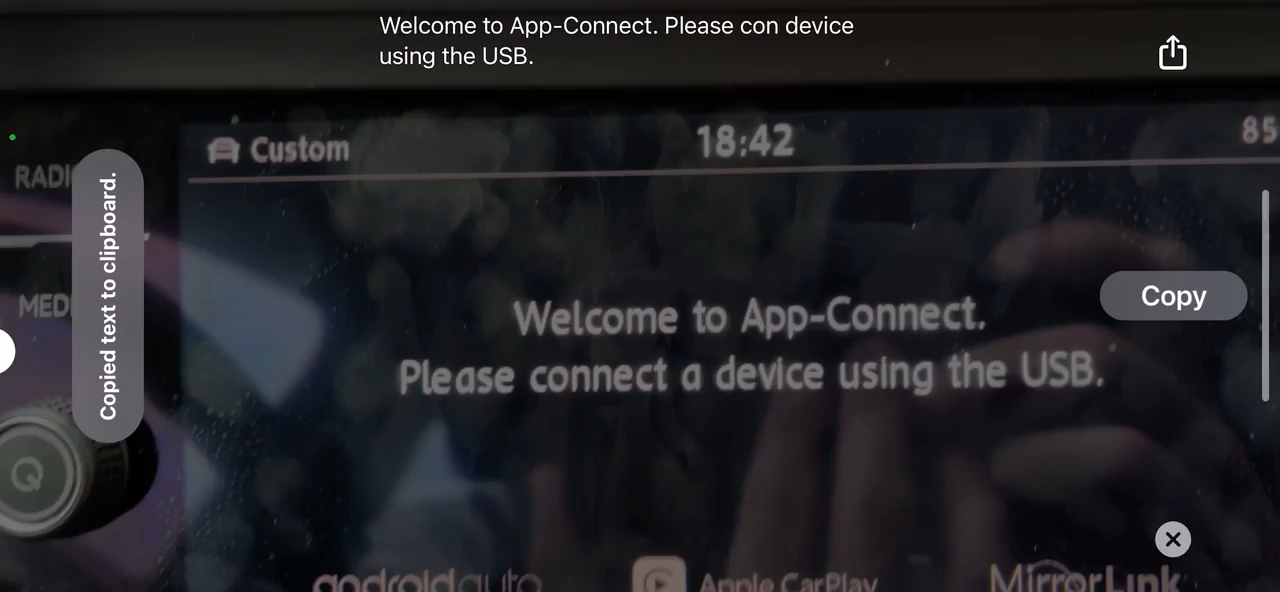 Welcome to App-Connect. Please con device
using the USB.
Custom
18:42
85
RADI
MEDI
Copied text to clipboard.
Welcome to App-Connect.
Please connect a device using the USB.
Copy
androidauto
Apple CarPlay
MirrorLink